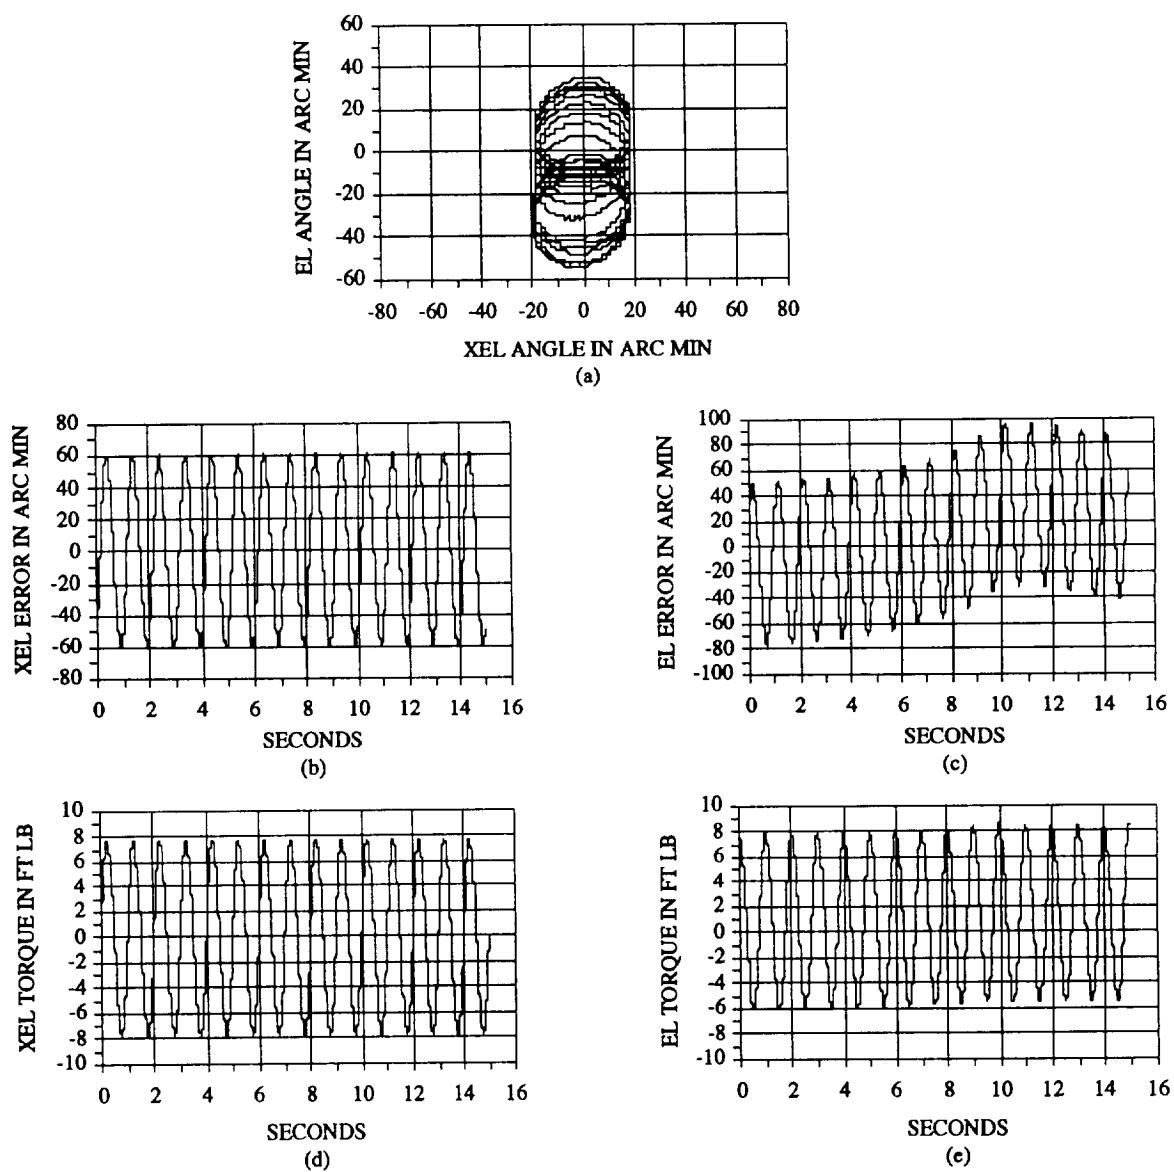 EL ANGLE IN ARC MIN
60
40
20
0
-20
-40
-60
-80 -60 -40 -20 0 20 40 60 80
XEL ANGLE IN ARC MIN
(a)
XEL ERROR IN ARC MIN
80
60
40
20
0
-20
-40
-60
-80
0 2 4 6 8 10 12 14 16
SECONDS
(b)
EL ERROR IN ARC MIN
100
80
60
40
20
0
-20
-40
-60
-80
-100
0 2 4 6 8 10 12 14 16
SECONDS
(c)
XEL TORQUE IN FT LB
10
8
6
4
2
0
-2
-4
-6
-8
-10
0 2 4 6 8 10 12 14 16
SECONDS
(d)
EL TORQUE IN FT LB
10
8
6
4
2
0
-2
-4
-6
-8
-10
0 2 4 6 8 10 12 14 16
SECONDS
(e)